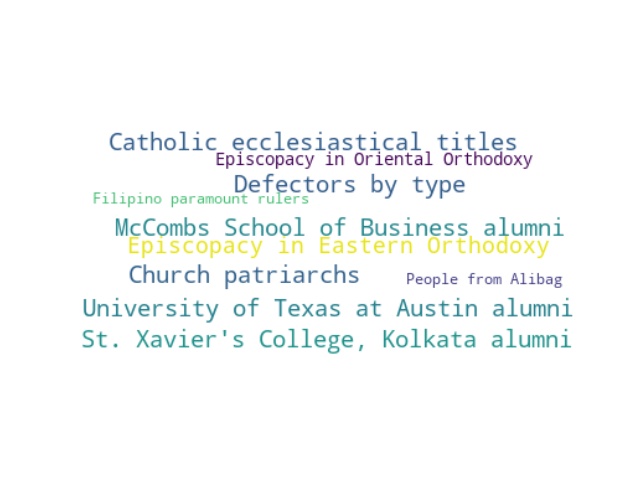 Catholic ecclesiastical titles
Episcopacy in Oriental Orthodoxy
Defectors by type
Filipino paramount rulers
McCombs School of Business alumni
Episcopacy in Eastern Orthodoxy
Church patriarchs
People from Alibag
University of Texas at Austin alumni
St. Xavier's College, Kolkata alumni